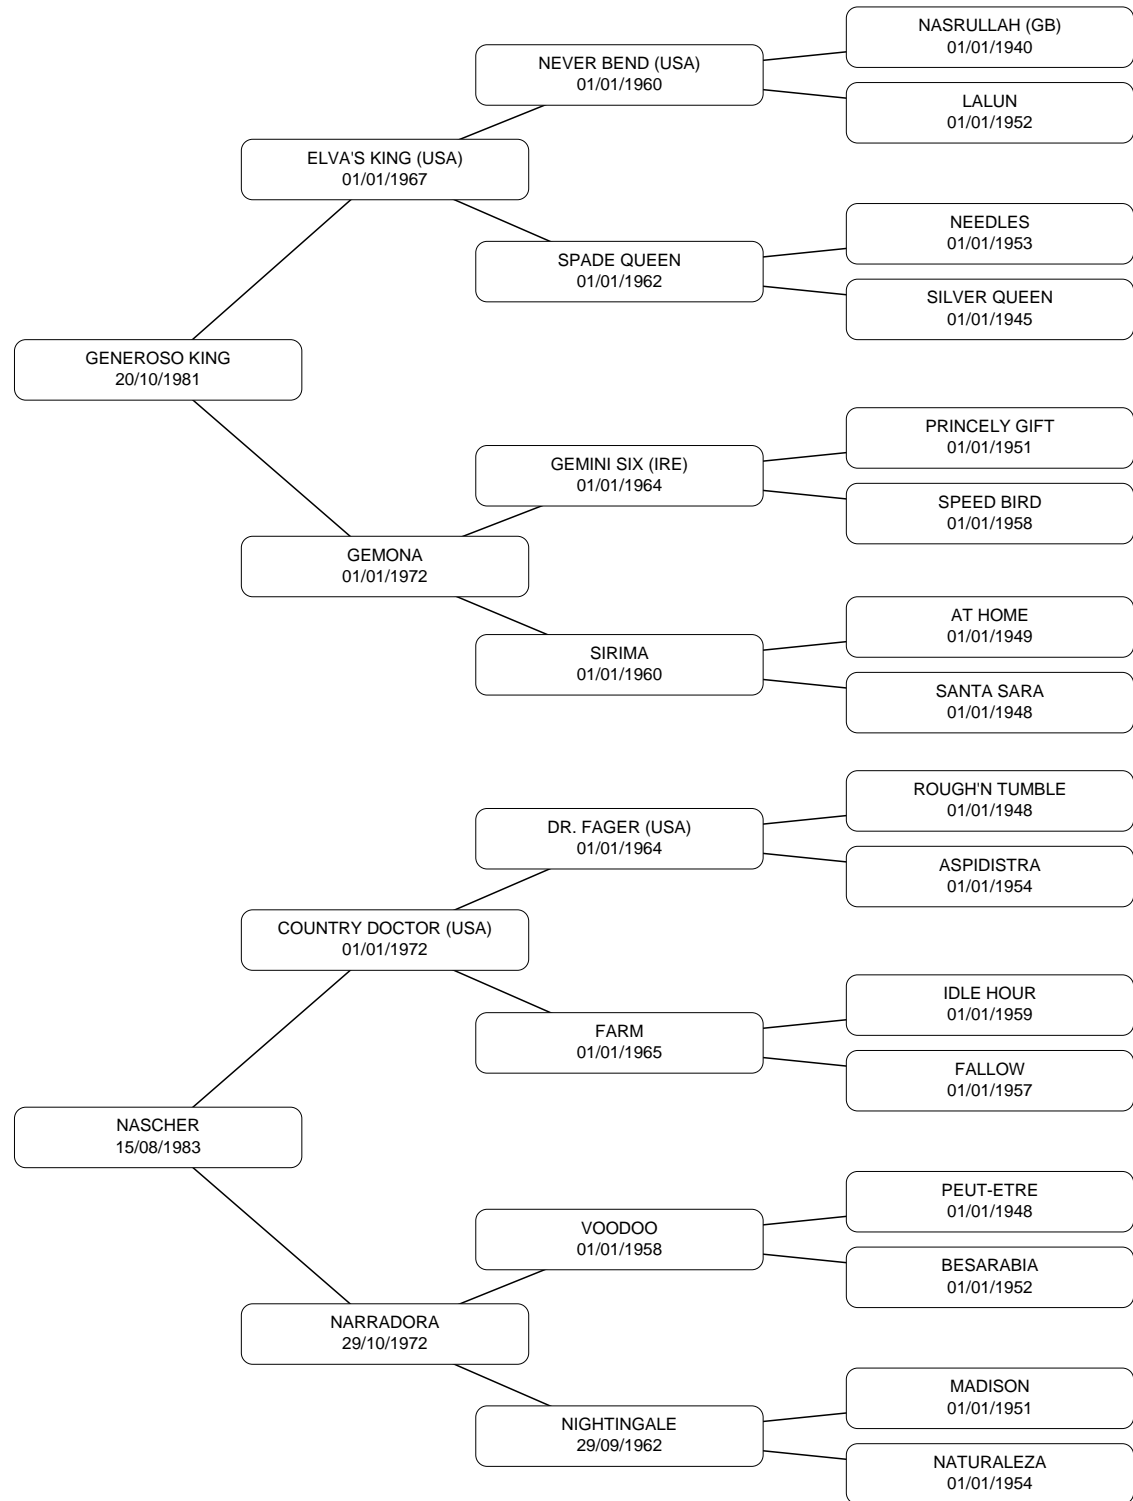 NASRULLAH (GB)
01/01/1940
NEVER BEND (USA)
01/01/1960
LALUN
01/01/1952
ELVA'S KING (USA)
01/01/1967
NEEDLES
01/01/1953
SPADE QUEEN
01/01/1962
SILVER QUEEN
01/01/1945
GENEROSO KING
20/10/1981
PRINCELY GIFT
01/01/1951
GEMINI SIX (IRE)
01/01/1964
SPEED BIRD
01/01/1958
GEMONA
01/01/1972
AT HOME
01/01/1949
SIRIMA
01/01/1960
SANTA SARA
01/01/1948
ROUGH'N TUMBLE
01/01/1948
DR. FAGER (USA)
01/01/1964
ASPIDISTRA
01/01/1954
COUNTRY DOCTOR (USA)
01/01/1972
IDLE HOUR
01/01/1959
FARM
01/01/1965
FALLOW
01/01/1957
NASCHER
15/08/1983
PEUT-ETRE
01/01/1948
VOODOO
01/01/1958
BESARABIA
01/01/1952
NARRADORA
29/10/1972
MADISON
01/01/1951
NIGHTINGALE
29/09/1962
NATURALEZA
01/01/1954